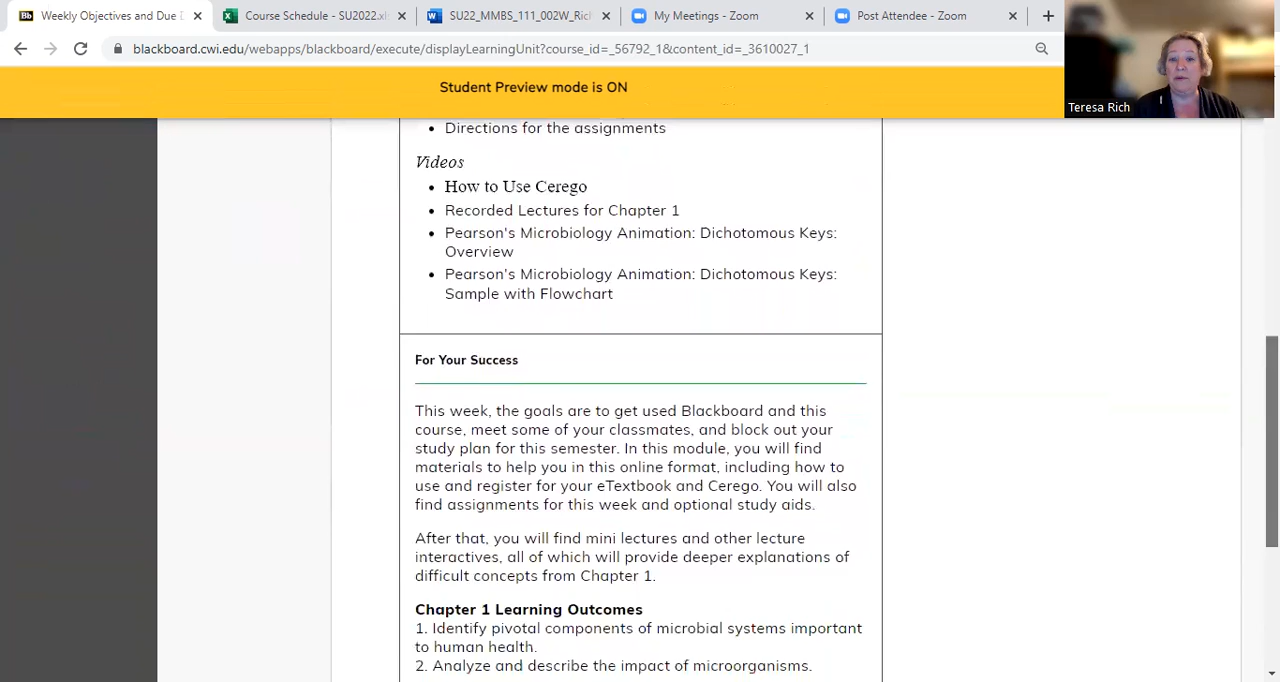 Weekly Objectives and Due
Course Schedule - SU2022.xl
SU22_MMBS_111_002W_Ric
My Meetings - Zoom
Post Attendee - Zoom
blackboard.cwi.edu/webapps/blackboard/execute/displayLearningUnit?course_id=_56792_1&content_id=_3610027_1
Student Preview mode is ON
Teresa Rich
• Directions for the assignments
Videos
• How to Use Cerego
• Recorded Lectures for Chapter 1
• Pearson's Microbiology Animation: Dichotomous Keys:
Overview
• Pearson's Microbiology Animation: Dichotomous Keys:
Sample with Flowchart
For Your Success
This week, the goals are to get used Blackboard and this
course, meet some of your classmates, and block out your
study plan for this semester. In this module, you will find
materials to help you in this online format, including how to
use and register for your eTextbook and Cerego. You will also
find assignments for this week and optional study aids.
After that, you will find mini lectures and other lecture
interactives, all of which will provide deeper explanations of
difficult concepts from Chapter 1.
Chapter 1 Learning Outcomes
1. Identify pivotal components of microbial systems important
to human health.
2. Analyze and describe the impact of microorganisms.